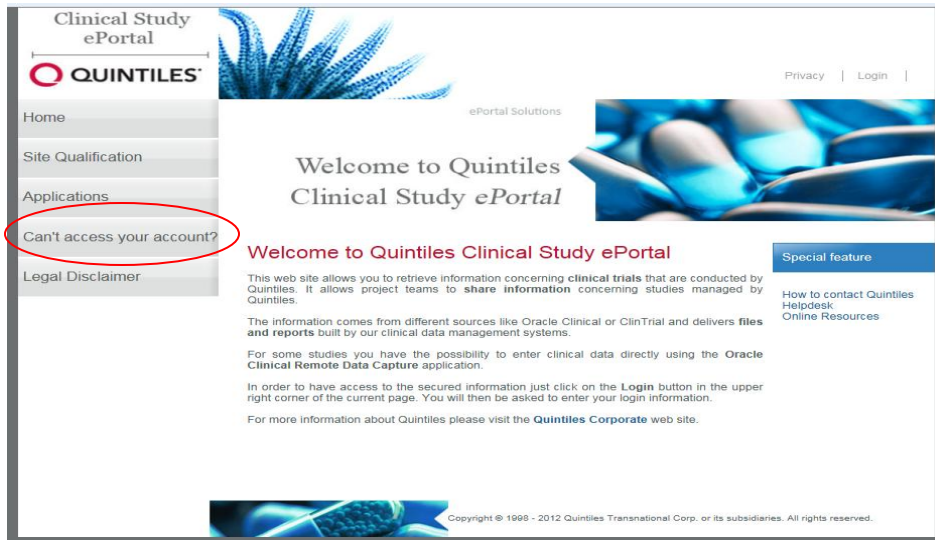 Clinical Study
ePortal
QUINTILES
Privacy | Login |
Home
Site Qualification
Applications
Can't access your account?
Legal Disclaimer
ePortal Solutions
Welcome to Quintiles
Clinical Study ePortal
Welcome to Quintiles Clinical Study ePortal
This web site allows you to retrieve information concerning clinical trials that are conducted by
Quintiles. It allows project teams to share information concerning studies managed by
Quintiles.
The information comes from different sources like Oracle Clinical or ClinTrial and delivers files
and reports built by our clinical data management systems.
For some studies you have the possibility to enter clinical data directly using the Oracle
Clinical Remote Data Capture application.
In order to have access to the secured information just click on the Login button in the upper
right corner of the current page. You will then be asked to enter your login information.
For more information about Quintiles please visit the Quintiles Corporate web site.
Special feature
How to contact Quintiles
Helpdesk
Online Resources
Copyright © 1998 - 2012 Quintiles Transnational Corp. or its subsidiaries. All rights reserved.